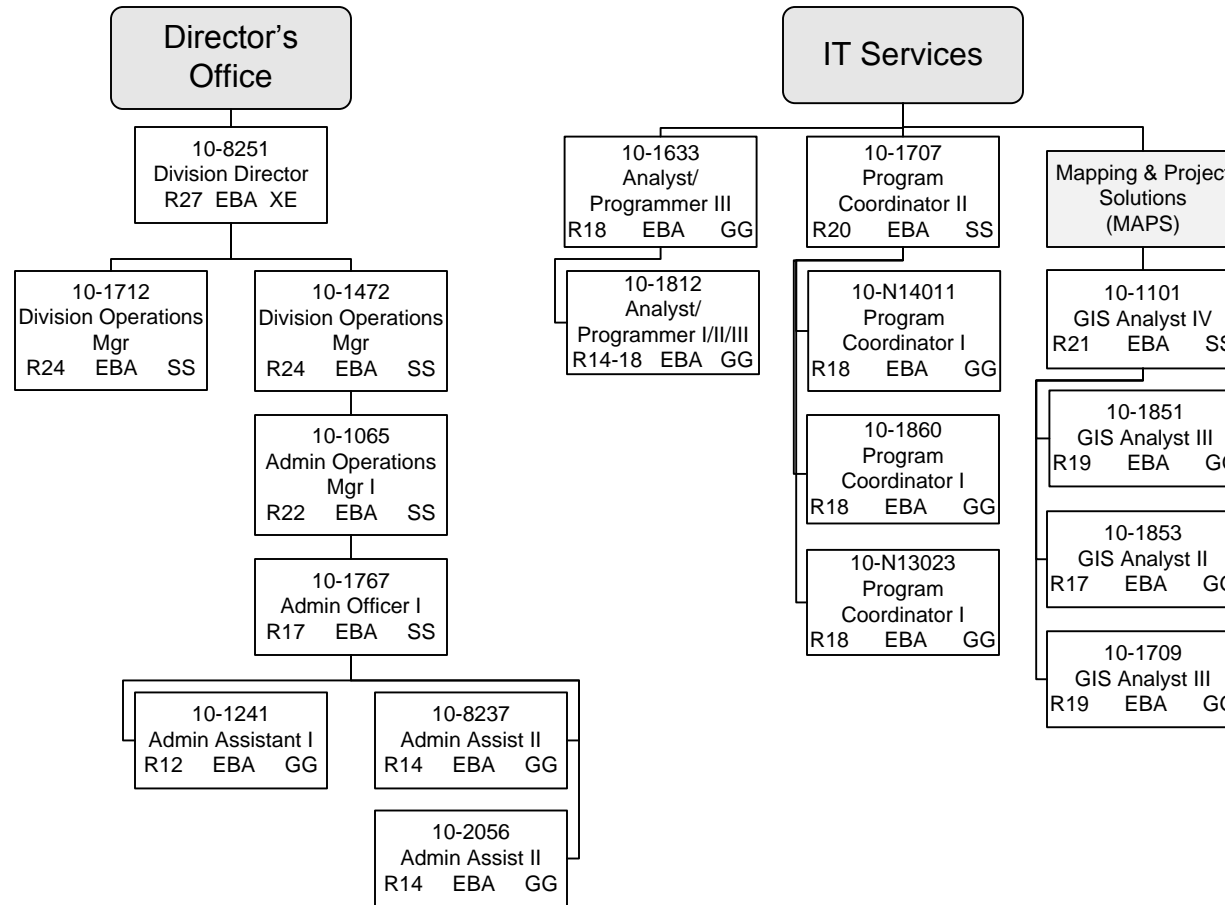 Director's
Office
10-8251
Division Director
R27 EBA XE
10-1712
Division Operations
Mgr
R24 EBA SS
10-1472
Division Operations
Mgr
R24 EBA SS
10-1065
Admin Operations
Mgr I
R22 EBA SS
10-1767
Admin Officer I
R17 EBA SS
10-1241
Admin Assistant I
R12 EBA GG
10-8237
Admin Assist II
R14 EBA GG
10-2056
Admin Assist II
R14 EBA GG
IT Services
10-1633
Analyst/
Programmer III
R18 EBA GG
10-1812
Analyst/
Programmer I/II/III
R14-18 EBA GG
10-1707
Program
Coordinator II
R20 EBA SS
10-N14011
Program
Coordinator I
R18 EBA GG
10-1860
Program
Coordinator I
R18 EBA GG
10-N13023
Program
Coordinator I
R18 EBA GG
Mapping & Project
Solutions
(MAPS)
10-1101
GIS Analyst IV
R21 EBA SS
10-1851
GIS Analyst III
R19 EBA GG
10-1853
GIS Analyst II
R17 EBA GG
10-1709
GIS Analyst III
R19 EBA GG